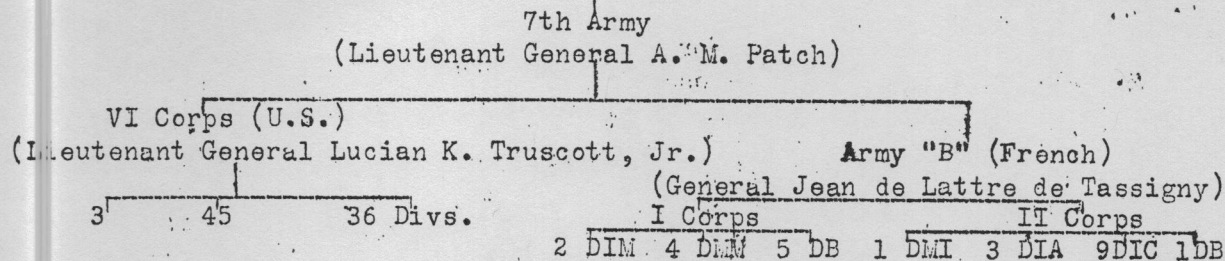 7th Army
(Lieutenant General A. M. Patch)
VI Corps (U.S.)
(Lieutenant General Lucian K. Truscott, Jr.)
Army "B" (French)
(General Jean de Lattre de Tassigny)
3 45 36 Divs.
I Corps II Corps
2 DIM 4 DMM 5 DB 1 DMI 3 DIA 9DIC 1DB